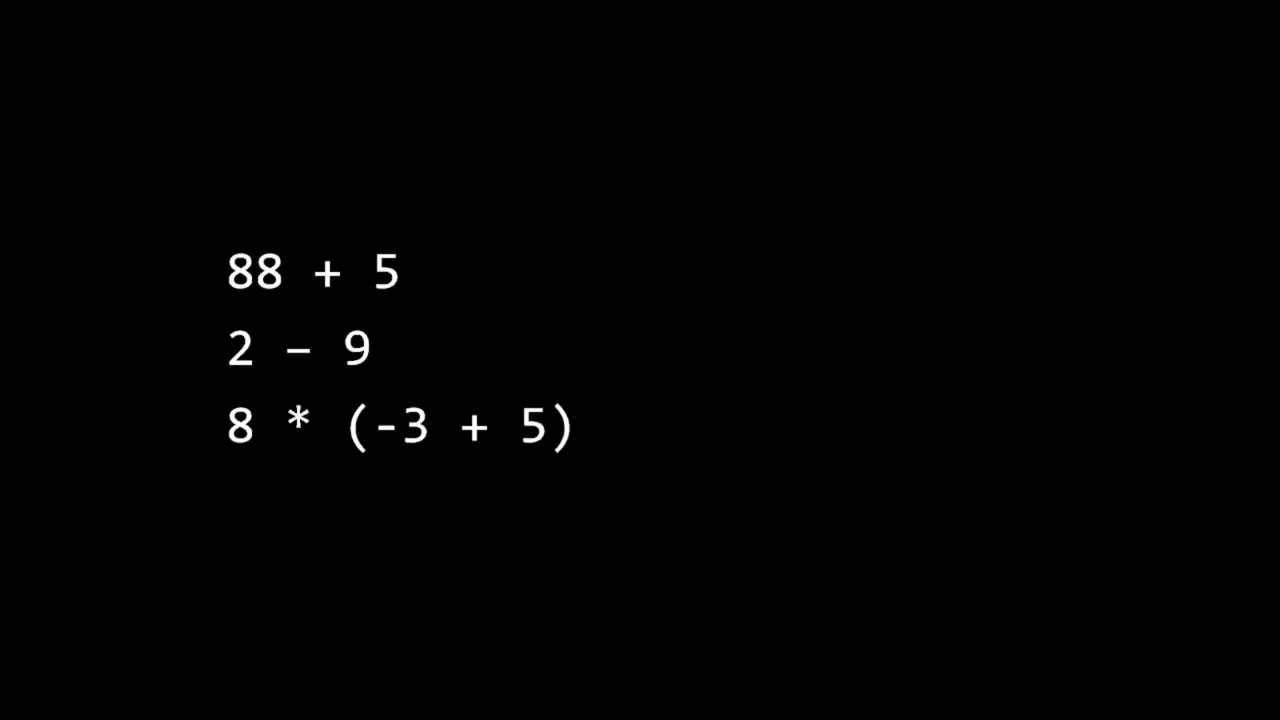 88 + 5
2 – 9
8 * (-3 + 5)